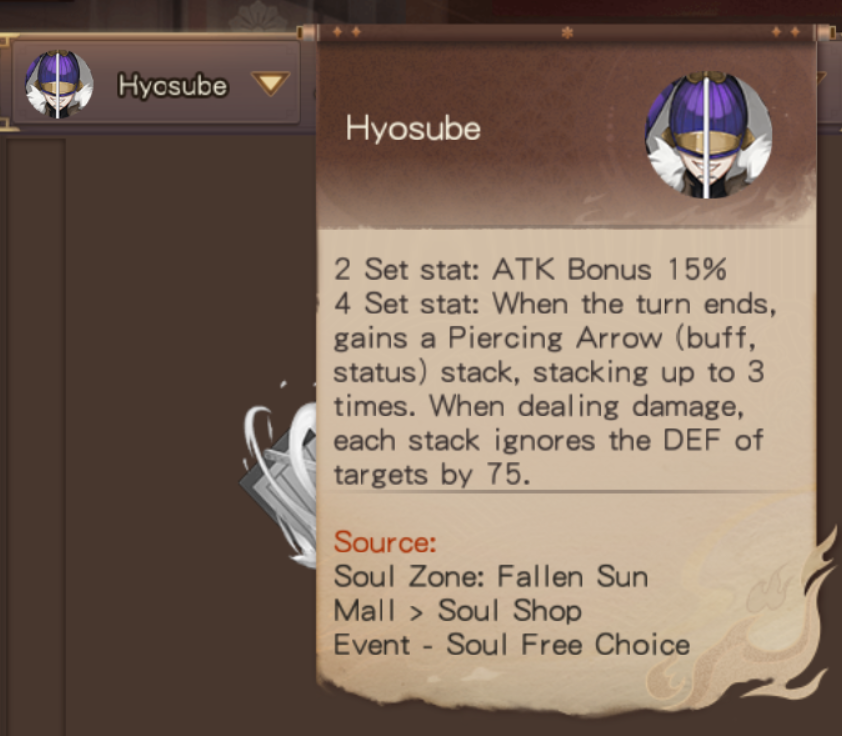 Hyosube
Hyosube
2 Set stat: ATK Bonus 15%
4 Set stat: When the turn ends,
gains a Piercing Arrow (buff,
status) stack, stacking up to 3
times. When dealing damage,
each stack ignores the DEF of
targets by 75.
Source:
Soul Zone: Fallen Sun
Mall > Soul Shop
Event - Soul Free Choice